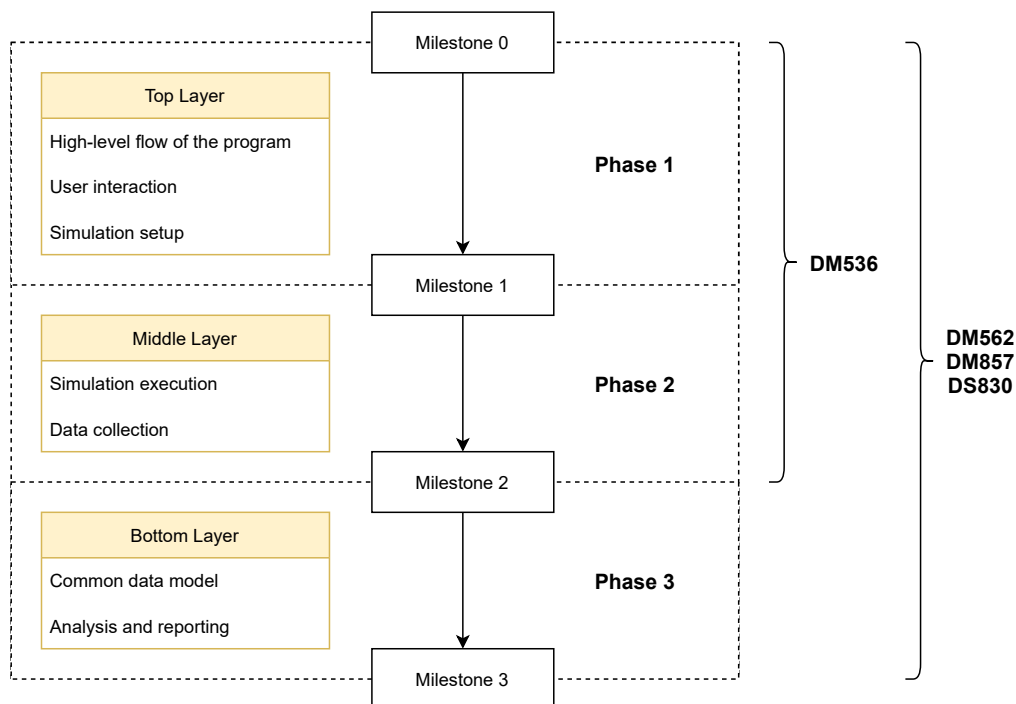 Milestone 0
Top Layer
High-level flow of the program
User interaction
Simulation setup
Phase 1
Milestone 1
DM536
Middle Layer
Simulation execution
Data collection
Phase 2
DM562
DM857
DS830
Milestone 2
Bottom Layer
Common data model
Analysis and reporting
Phase 3
Milestone 3